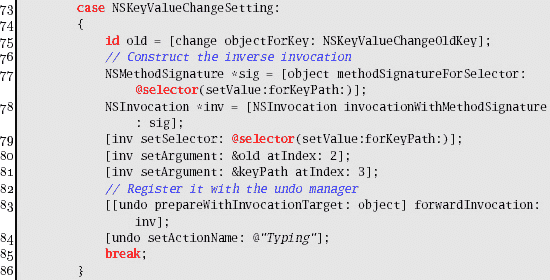 73 case NSKeyValueChangeSetting:
74 {
75 id old = [change objectForKey: NSKeyValueChangeOldKey];
76 // Construct the inverse invocation
77 NSMethodSignature *sig = [object methodSignatureForSelector:
@selector(setValue:forKeyPath:)];
78 NSInvocation *inv = [NSInvocation invocationWithMethodSignature
: sig];
79 [inv setSelector: @selector(setValue:forKeyPath:)];
80 [inv setArgument: &old atIndex: 2];
81 [inv setArgument: &keyPath atIndex: 3];
82 // Register it with the undo manager
83 [[undo prepareWithInvocationTarget: object] forwardInvocation:
inv];
84 [undo setActionName: @"Typing"];
85 break;
86 }